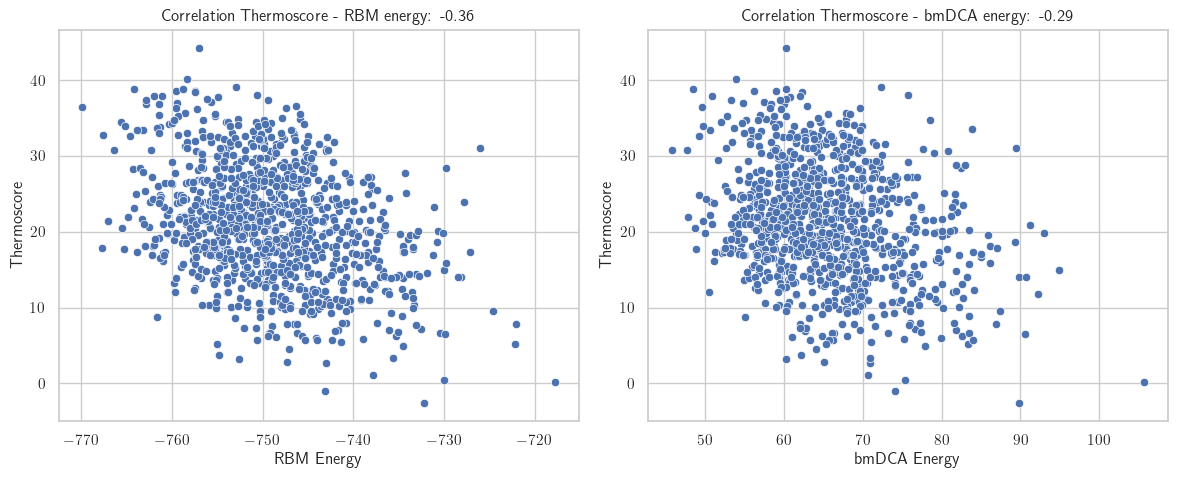 Correlation Thermoscore - RBM energy: -0.36
Thermoscore
40
30
20
10
0
−770 −760 −750 −740 −730 −720
RBM Energy
Correlation Thermoscore - bmDCA energy: -0.29
Thermoscore
40
30
20
10
0
50 60 70 80 90 100
bmDCA Energy